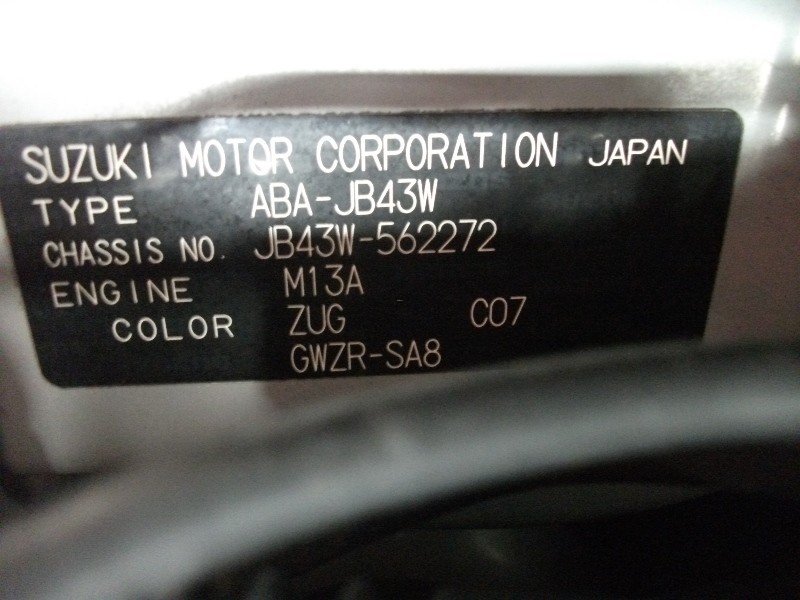 SUZUKI MOTOR CORPORATION JAPAN
TYPE ABA-JB43W
CHASSIS NO. JB43W-562272
ENGINE M13A
COLOR ZUG C07
GWZR-SA8